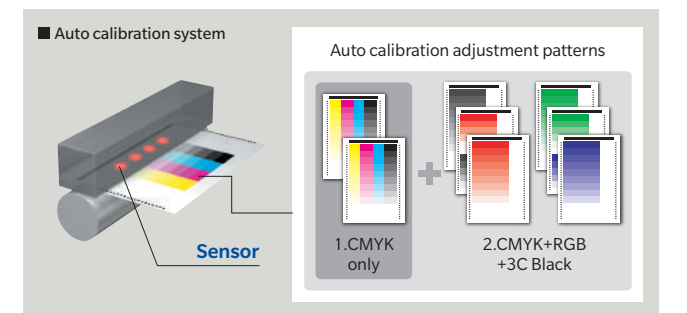 ■ Auto calibration system
Auto calibration adjustment patterns
Sensor
1.CMYK
only
2.CMYK+RGB
+3C Black